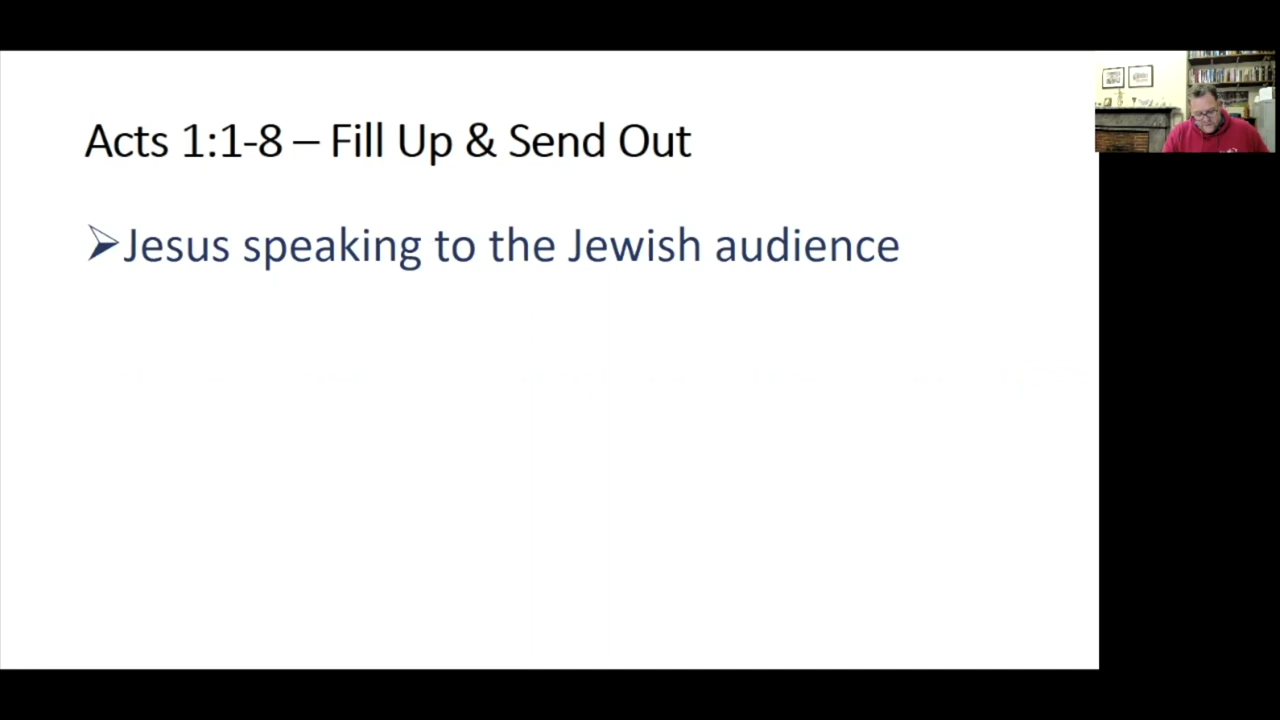 Acts 1:1-8 – Fill Up & Send Out
➢Jesus speaking to the Jewish audience